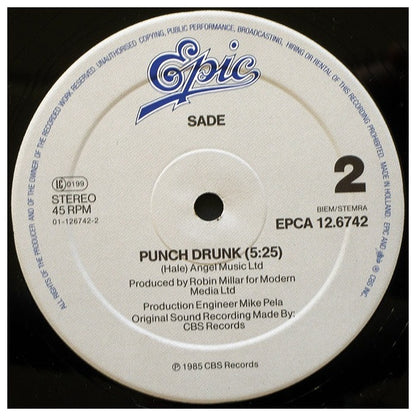 ALL RIGHTS OF THE PRODUCER AND OF THE OWNER OF THE RECORDED WORK RESERVED. UNAUTHORISED COPYING, PUBLIC PERFORMANCE, BROADCASTING, HIRING OR RENTAL OF THIS RECORDING PROHIBITED. MADE IN HOLLAND. EPIC AND ® CBS INC.
Epic
SADE
LC 0199
STEREO
45 RPM
01-126742-2
2
BIEM/STEMRA
EPCA 12.6742
PUNCH DRUNK (5:25)
(Hale) Angel Music Ltd
Produced by Robin Millar for Modern
Media Ltd
Production Engineer Mike Pela
Original Sound Recording Made By:
CBS Records
℗ 1985 CBS Records